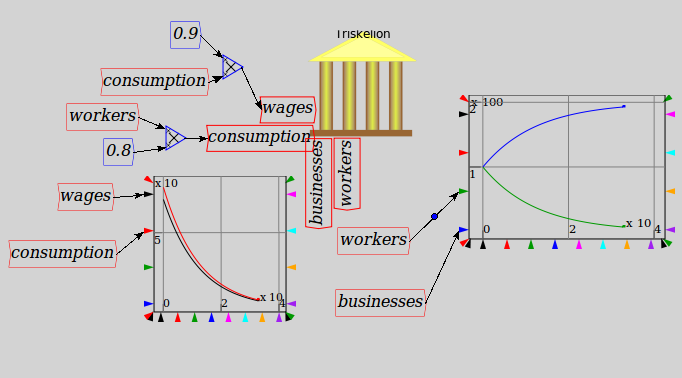 Triskelion
0.9
consumption
wages
workers
0.8
consumption
businesses
workers
x 100
2
1
0
2
x 10
4
wages
consumption
x 10
5
0
2
x 10
4
workers
businesses